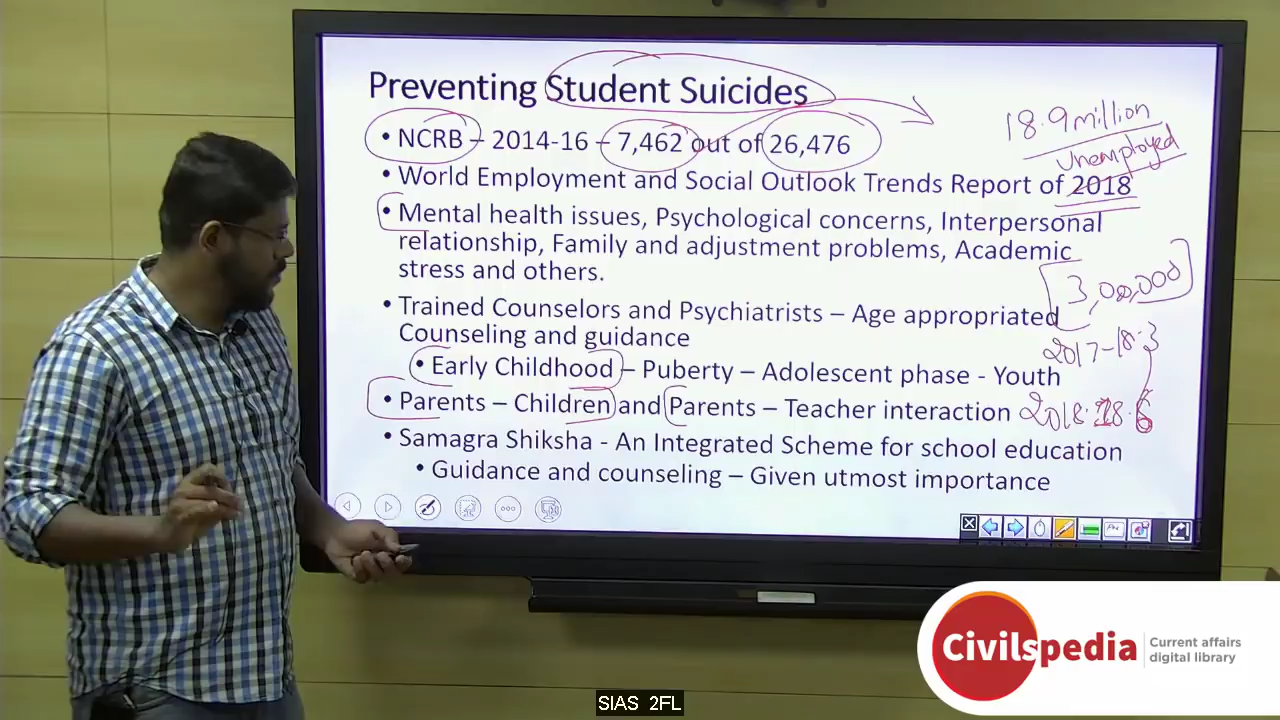 Preventing Student Suicides
18.9 million
Unemployed
• NCRB – 2014-16 – 7,462 out of 26,476
• World Employment and Social Outlook Trends Report of 2018
• Mental health issues, Psychological concerns, Interpersonal
relationship, Family and adjustment problems, Academic
stress and others.
3,00,000
• Trained Counselors and Psychiatrists – Age appropriated
Counseling and guidance
2017-18.3
• Early Childhood – Puberty – Adolescent phase - Youth
• Parents – Children and Parents – Teacher interaction
• Samagra Shiksha - An Integrated Scheme for school education
• Guidance and counseling – Given utmost importance
Civilspedia
Current affairs
digital library
SIAS 2FL